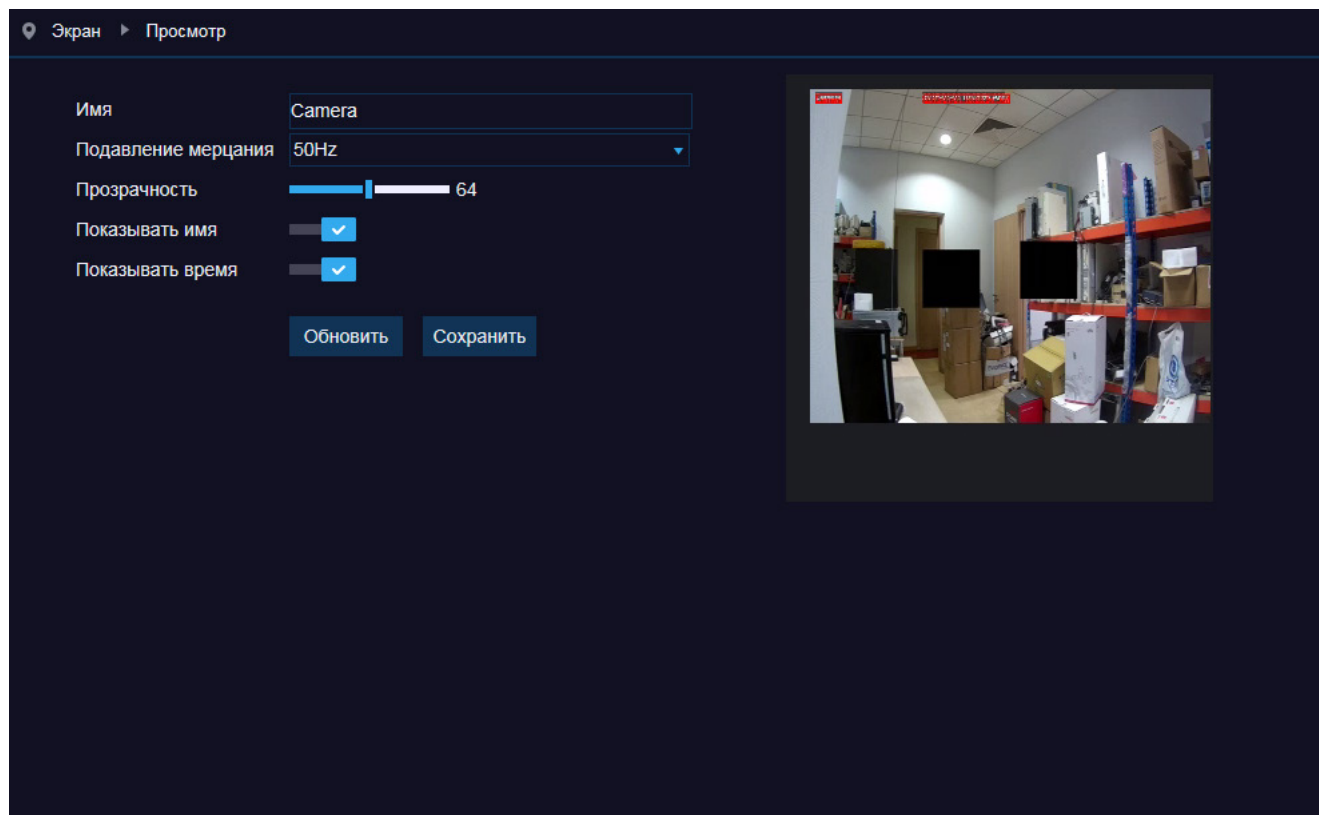 Экран Просмотр
Имя Camera
Подавление мерцания 50Hz
Прозрачность 64
Показывать имя
Показывать время
Обновить Сохранить